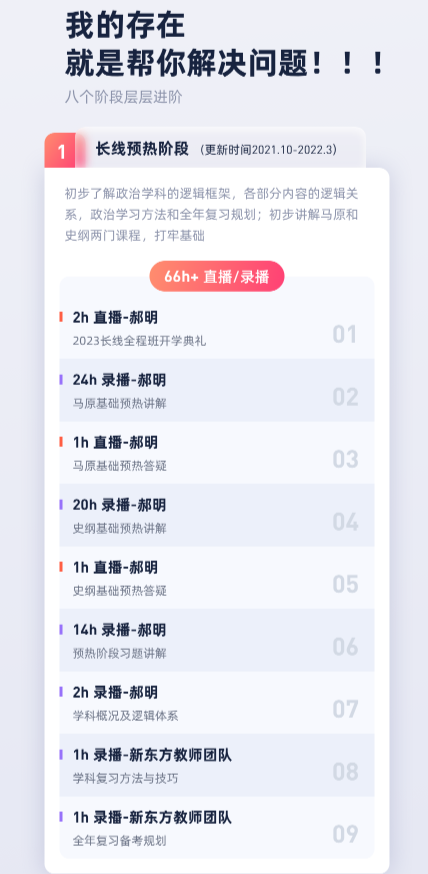 我的存在
就是帮你解决问题！！！
八个阶段层层进阶
1 长线预热阶段（更新时间2021.10-2022.3）
初步了解政治学科的逻辑框架，各部分内容的逻辑关
系，政治学习方法和全年复习规划；初步讲解马原和
史纲两门课程，打牢基础
66h+ 直播/录播
2h 直播-郝明
2023长线全程班开学典礼
01
24h 录播-郝明
马原基础预热讲解
02
1h 直播-郝明
马原基础预热答疑
03
20h 录播-郝明
史纲基础预热讲解
04
1h 直播-郝明
史纲基础预热答疑
05
14h 录播-郝明
预热阶段习题讲解
06
2h 录播-郝明
学科概况及逻辑体系
07
1h 录播-新东方教师团队
学科复习方法与技巧
08
1h 录播-新东方教师团队
全年复习备考规划
09